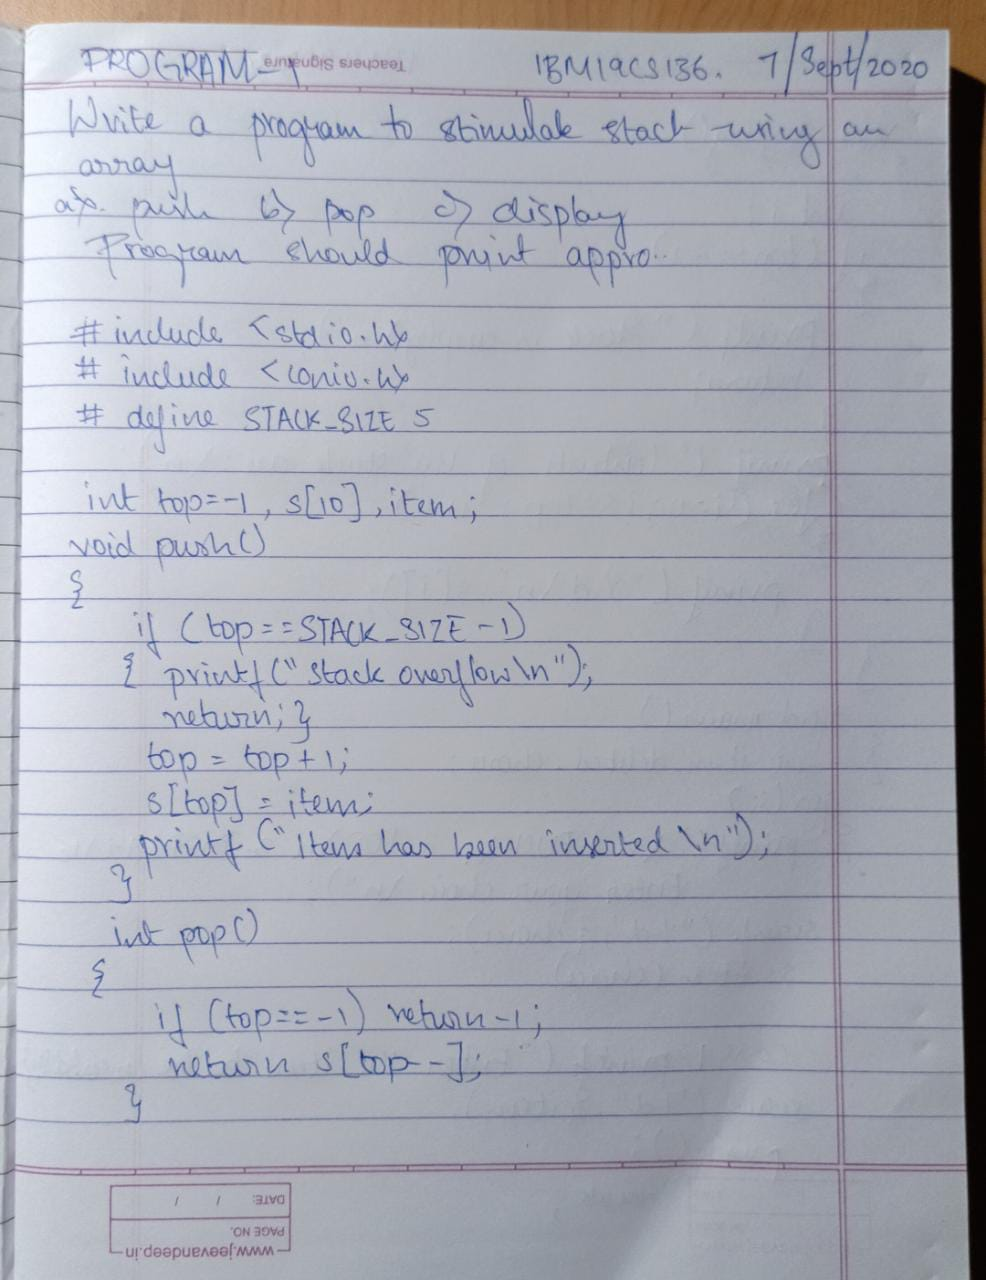 PROGRAM-1 Teachers Signature 1BM19CS136. 7/Sept/2020
Write a program to stimulate stack using an
array
a). push b) pop c) display
Program should print appro..
# include <stdio.h>
# include <conio.h>
# define STACK_SIZE 5
int top=-1, s[10], item;
void push()
{
if (top==STACK_SIZE-1)
{ printf("Stack overflow\n");
return; }
top = top+1;
s[top] = item;
printf ("Item has been inserted \n");
}
int pop()
{
if (top==-1) return-1;
return s[top--];
}
DATE: / /
PAGE NO.
www.jeevandeep.in